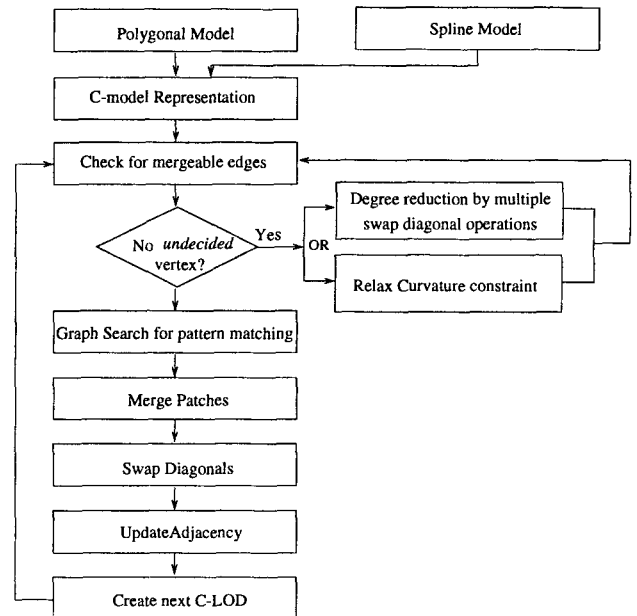 Polygonal Model
Spline Model
C-model Representation
Check for mergeable edges
No undecided
vertex?
Yes
OR
Degree reduction by multiple
swap diagonal operations
Relax Curvature constraint
Graph Search for pattern matching
Merge Patches
Swap Diagonals
UpdateAdjacency
Create next C-LOD